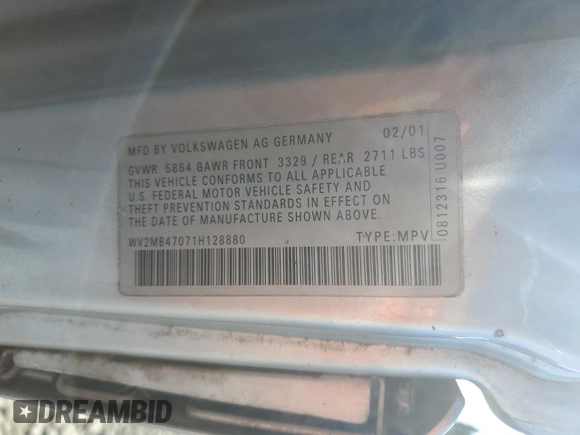 MFD BY VOLKSWAGEN AG GERMANY 02/01
GVWR 5864 GAWR FRONT 3329 / REAR 2711 LBS
THIS VEHICLE CONFORMS TO ALL APPLICABLE
U.S. FEDERAL MOTOR VEHICLE SAFETY AND
THEFT PREVENTION STANDARDS IN EFFECT ON
THE DATE OF MANUFACTURE SHOWN ABOVE.
WV2MB47071H128880 TYPE:MPV
0812316 U007
DREAMBID